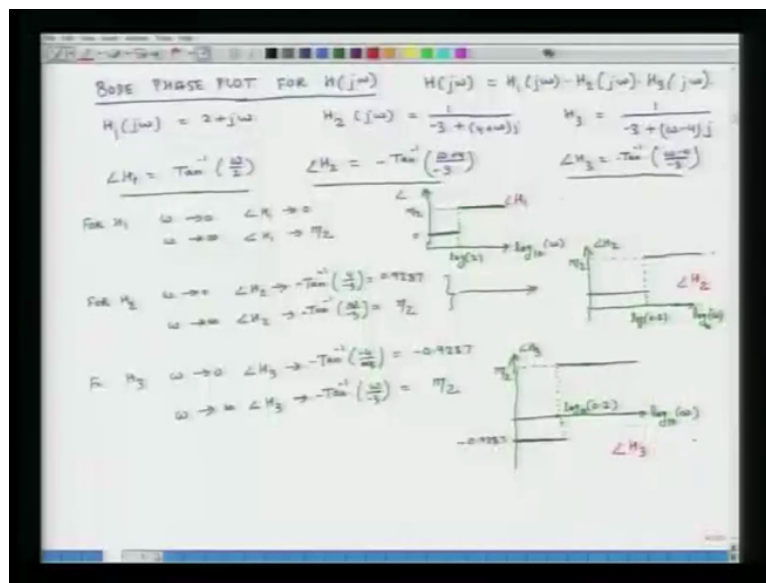 BODE PHASE PLOT FOR H(jω)   H(jω) = H₁(jω) · H₂(jω) · H₃(jω).
H₁(jω) = 2+jω   H₂(jω) = 1/(-3+(4+ω)j)   H₃ = 1/(-3+(ω-4)j)
∠H₁ = Tan⁻¹(ω/2)   ∠H₂ = -Tan⁻¹((ω+4)/-3)   ∠H₃ = -Tan⁻¹((ω-4)/-3)
For H₁ ω→0 ∠H₁→0
ω→∞ ∠H₁→π/2
∠
π/2
∠H₁
0
log(2)
log₁₀(ω)
For H₂ ω→0 ∠H₂→-Tan⁻¹(4/-3) = 0.9287
ω→∞ ∠H₂→-Tan⁻¹(∞/-3) = π/2
∠H₂
π/2
∠H₂
log(0.2)
log₁₀(ω)
For H₃ ω→0 ∠H₃→-Tan⁻¹(-4/-3) = -0.9287
ω→∞ ∠H₃→-Tan⁻¹(∞/-3) = π/2
∠H₃
π/2
log₁₀(0.2)
log₁₀(ω)
-0.9287
∠H₃